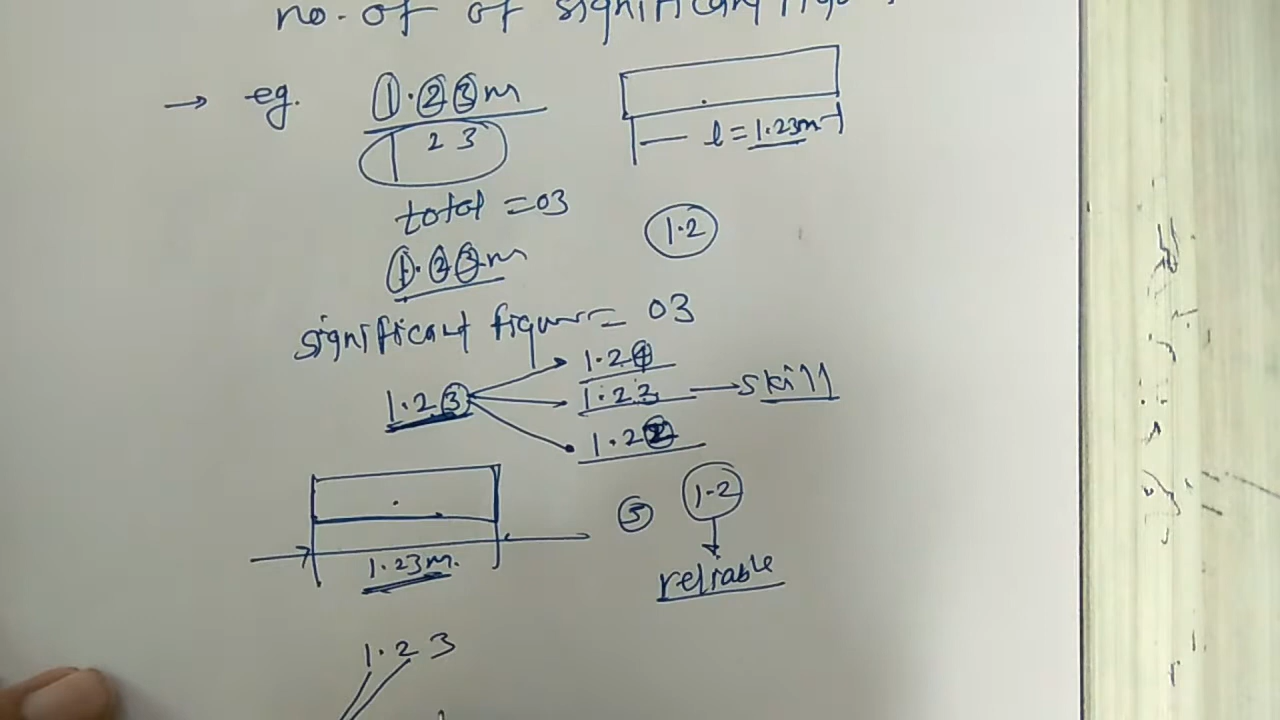 no. of of significant figu
→ eg. 1.23m
l = 1.23m
1 2 3
total = 03
1.2
1.23m
significant figure = 03
1.24
1.23 → 1.23 → skill
1.22
1.2
1.23m.
reliable
1.23